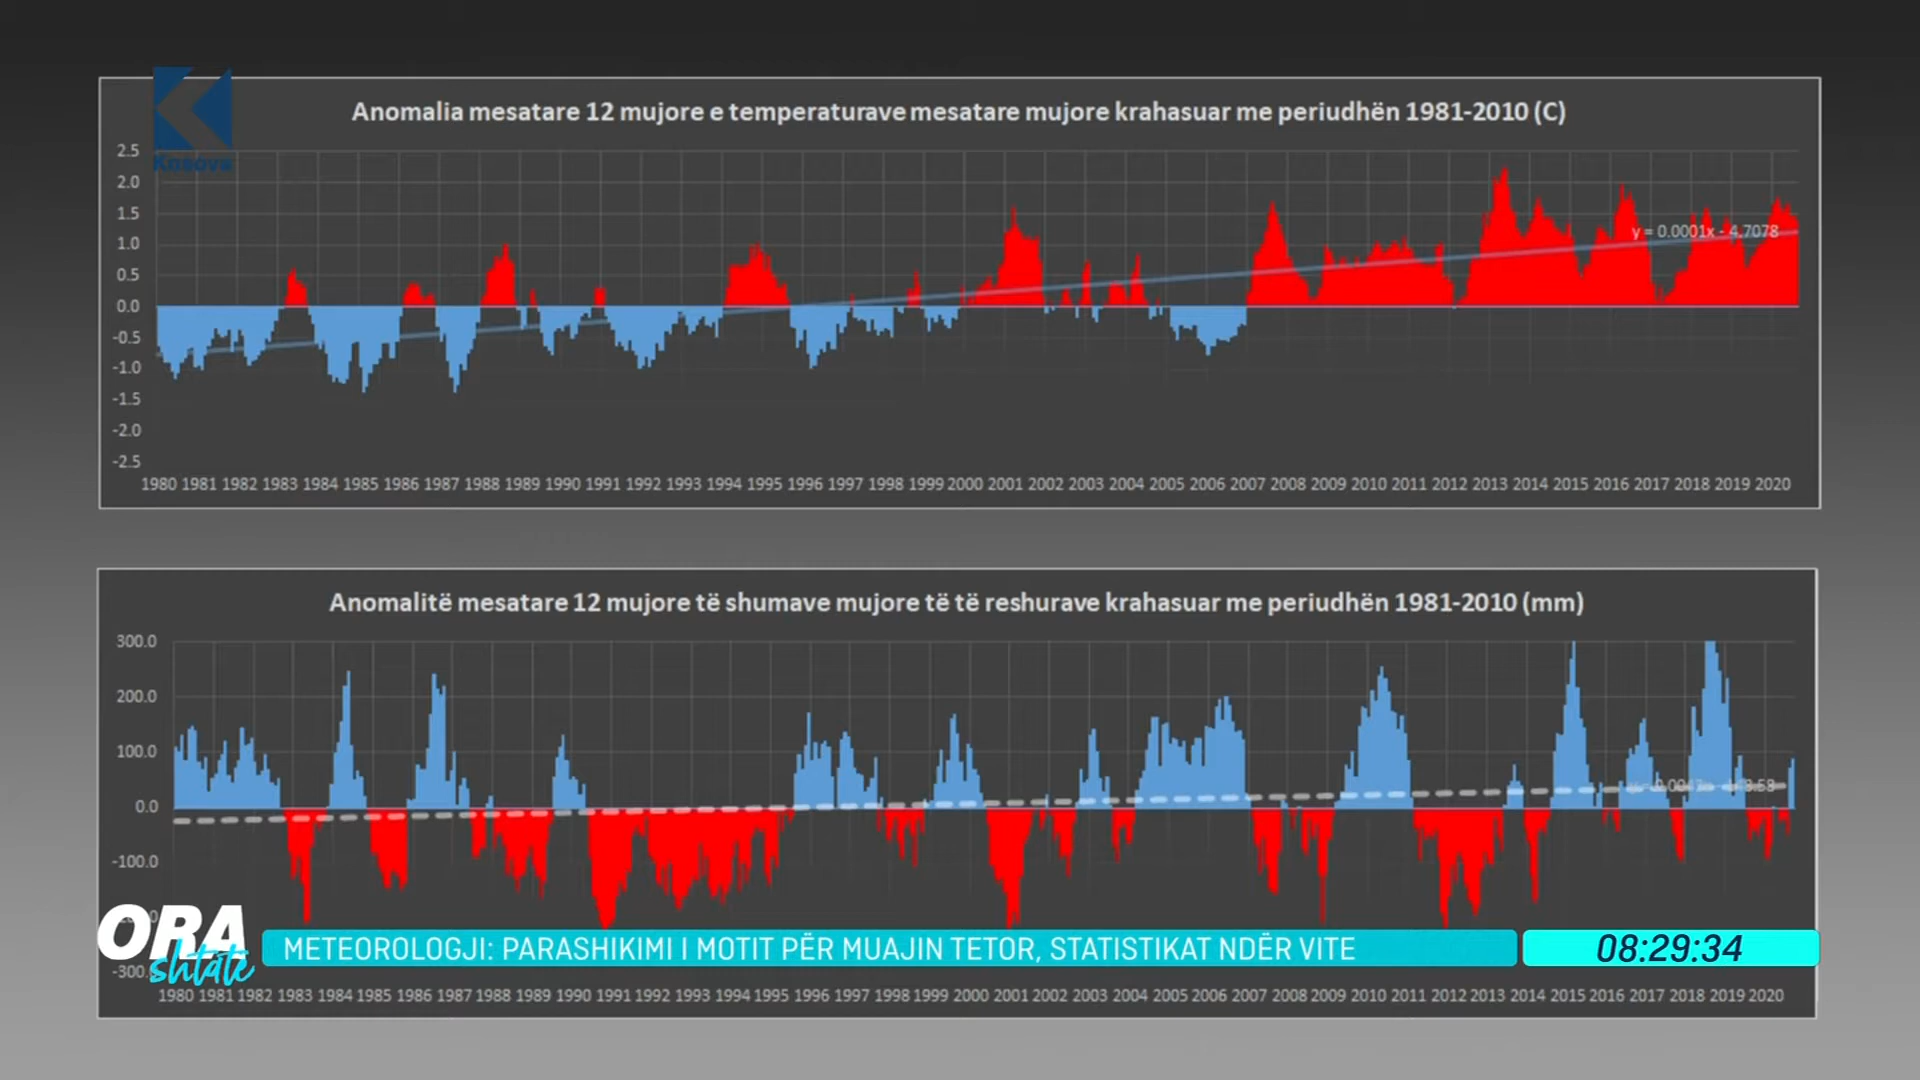 Kosova
Anomalia mesatare 12 mujore e temperaturave mesatare mujore krahasuar me periudhën 1981-2010 (C)
2.5
2.0
1.5
1.0
0.5
0.0
-0.5
-1.0
-1.5
-2.0
-2.5
y = 0.0001x - 4.7078
1980 1981 1982 1983 1984 1985 1986 1987 1988 1989 1990 1991 1992 1993 1994 1995 1996 1997 1998 1999 2000 2001 2002 2003 2004 2005 2006 2007 2008 2009 2010 2011 2012 2013 2014 2015 2016 2017 2018 2019 2020
Anomalitë mesatare 12 mujore të shumave mujore të të reshurave krahasuar me periudhën 1981-2010 (mm)
300.0
200.0
100.0
0.0
-100.0
-300.0
ORA
shtatë
METEOROLOGJI: PARASHIKIMI I MOTIT PËR MUAJIN TETOR, STATISTIKAT NDËR VITE
08:29:34
1980 1981 1982 1983 1984 1985 1986 1987 1988 1989 1990 1991 1992 1993 1994 1995 1996 1997 1998 1999 2000 2001 2002 2003 2004 2005 2006 2007 2008 2009 2010 2011 2012 2013 2014 2015 2016 2017 2018 2019 2020